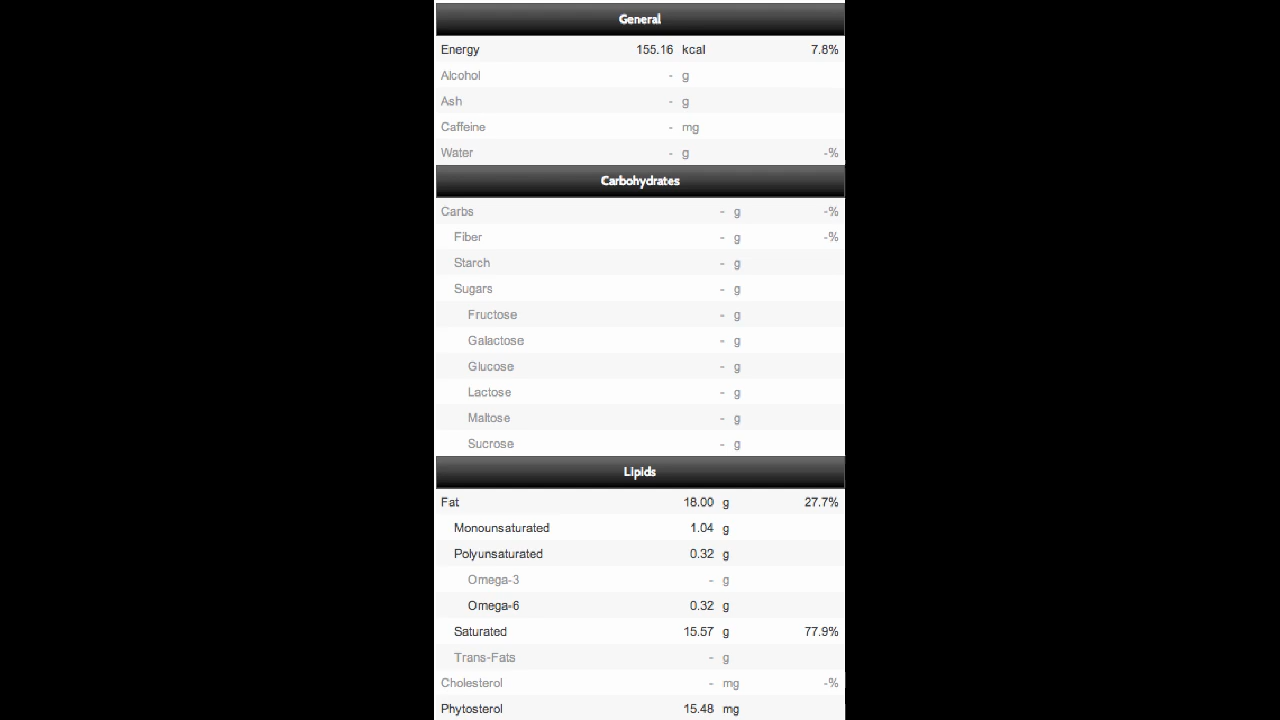 General
Energy 155.16 kcal 7.8%
Alcohol - g
Ash - g
Caffeine - mg
Water - g -%
Carbohydrates
Carbs - g -%
Fiber - g -%
Starch - g
Sugars - g
Fructose - g
Galactose - g
Glucose - g
Lactose - g
Maltose - g
Sucrose - g
Lipids
Fat 18.00 g 27.7%
Monounsaturated 1.04 g
Polyunsaturated 0.32 g
Omega-3 - g
Omega-6 0.32 g
Saturated 15.57 g 77.9%
Trans-Fats - g
Cholesterol - mg -%
Phytosterol 15.48 mg